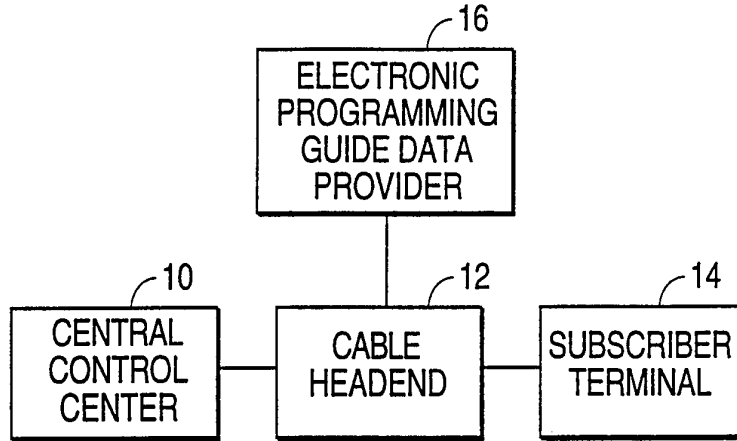 16
ELECTRONIC
PROGRAMMING
GUIDE DATA
PROVIDER
10
CENTRAL
CONTROL
CENTER
12
CABLE
HEADEND
14
SUBSCRIBER
TERMINAL